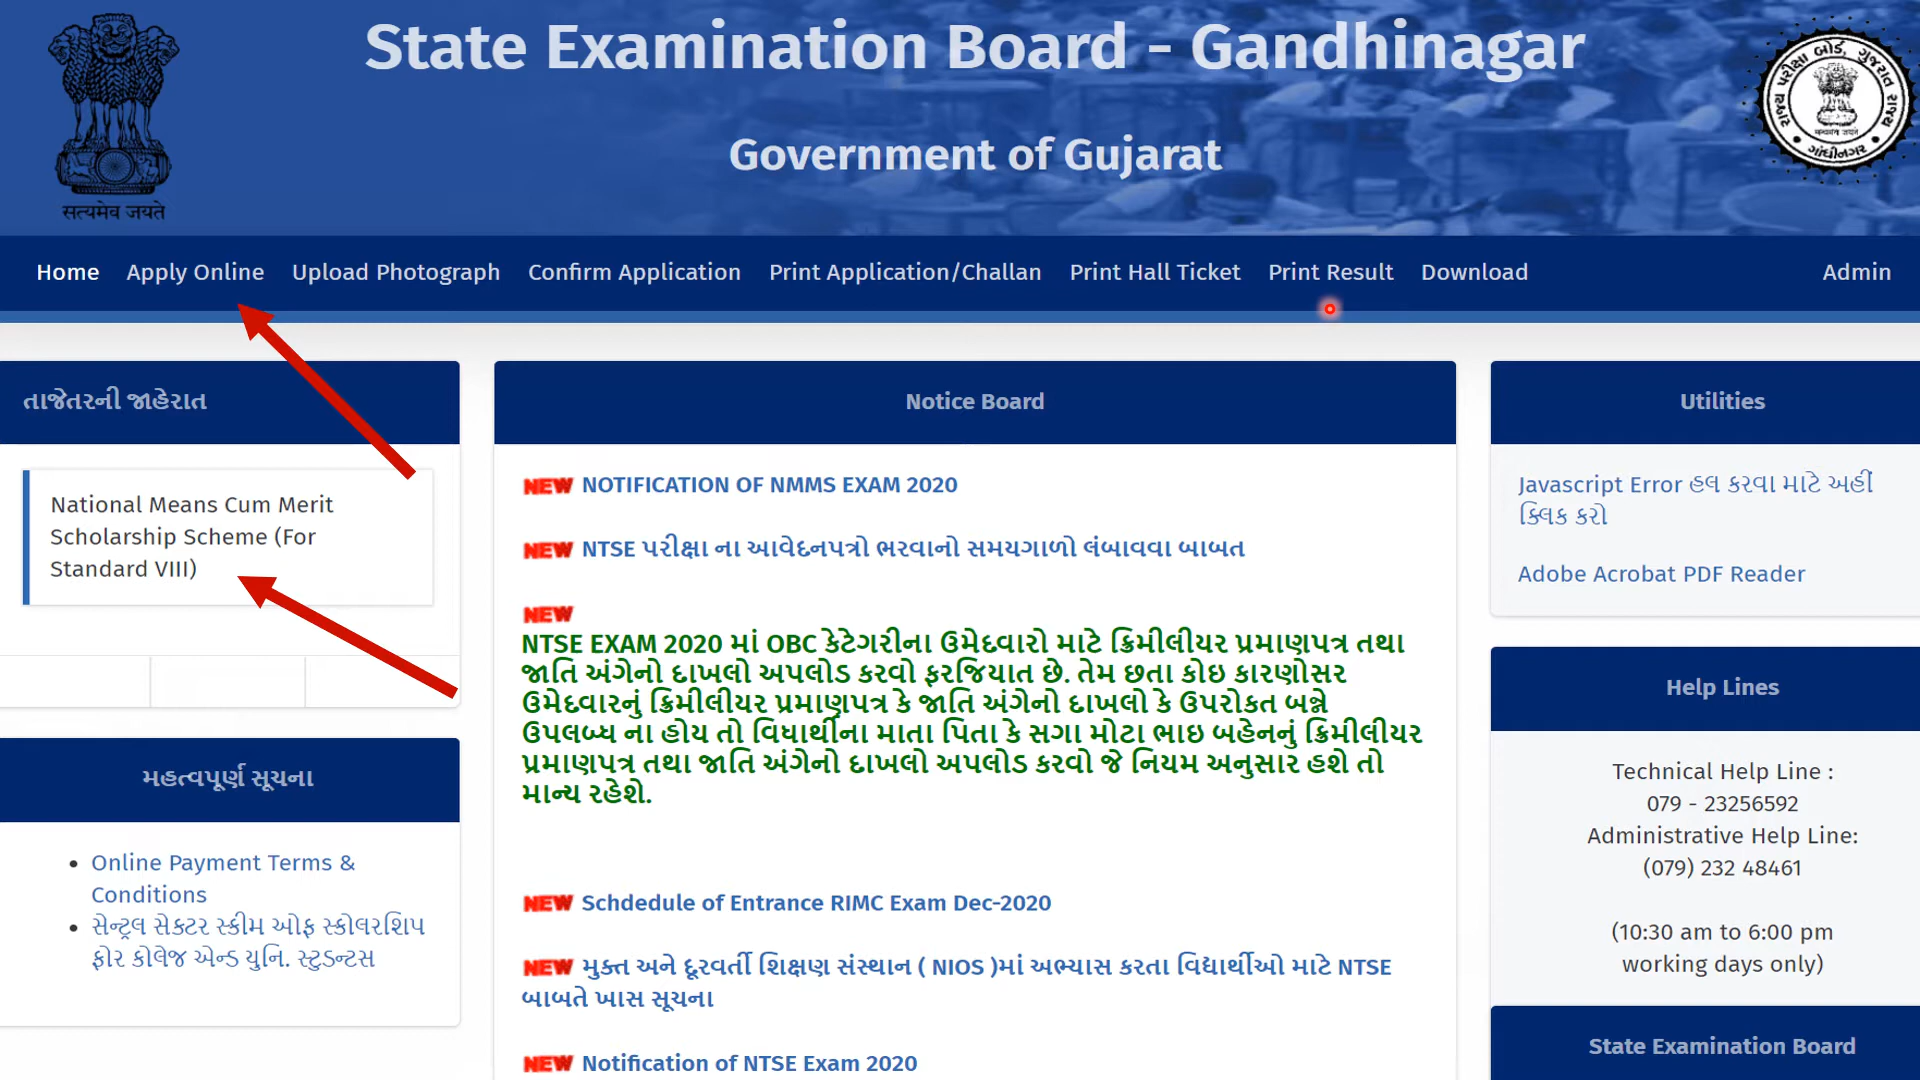 State Examination Board - Gandhinagar
Government of Gujarat
सत्यमेव जयते
રાજ્ય પરીક્ષા બોર્ડ, ગુજરાત રાજ્ય
सत्यमेव जयते
ગાંધીનગર
Home Apply Online Upload Photograph Confirm Application Print Application/Challan Print Hall Ticket Print Result Download Admin
તાજેતરની જાહેરાત
National Means Cum Merit
Scholarship Scheme (For
Standard VIII)
મહત્વપૂર્ણ સૂચના
Online Payment Terms &
Conditions
સેન્ટ્રલ સેક્ટર સ્કીમ ઓફ સ્કોલરશિપ
ફોર કોલેજ એન્ડ યુનિ. સ્ટુડન્ટસ
Notice Board
NEW NOTIFICATION OF NMMS EXAM 2020
NEW NTSE પરીક્ષા ના આવેદનપત્રો ભરવાનો સમયગાળો લંબાવવા બાબત
NEW
NTSE EXAM 2020 માં OBC કેટેગરીના ઉમેદવારો માટે ક્રિમીલીયર પ્રમાણપત્ર તથા
જાતિ અંગેનો દાખલો અપલોડ કરવો ફરજિયાત છે. તેમ છતા કોઇ કારણોસર
ઉમેદવારનું ક્રિમીલીયર પ્રમાણપત્ર કે જાતિ અંગેનો દાખલો કે ઉપરોકત બન્ને
ઉપલબ્ધ ના હોય તો વિધાર્થીના માતા પિતા કે સગા મોટા ભાઇ બહેનનું ક્રિમીલીયર
પ્રમાણપત્ર તથા જાતિ અંગેનો દાખલો અપલોડ કરવો જે નિયમ અનુસાર હશે તો
માન્ય રહેશે.
NEW Schdedule of Entrance RIMC Exam Dec-2020
NEW મુક્ત અને દૂરવર્તી શિક્ષણ સંસ્થાન ( NIOS )માં અભ્યાસ કરતા વિદ્યાર્થીઓ માટે NTSE
બાબતે ખાસ સૂચના
NEW Notification of NTSE Exam 2020
Utilities
Javascript Error હલ કરવા માટે અહીં
ક્લિક કરો
Adobe Acrobat PDF Reader
Help Lines
Technical Help Line :
079 - 23256592
Administrative Help Line:
(079) 232 48461
(10:30 am to 6:00 pm
working days only)
State Examination Board